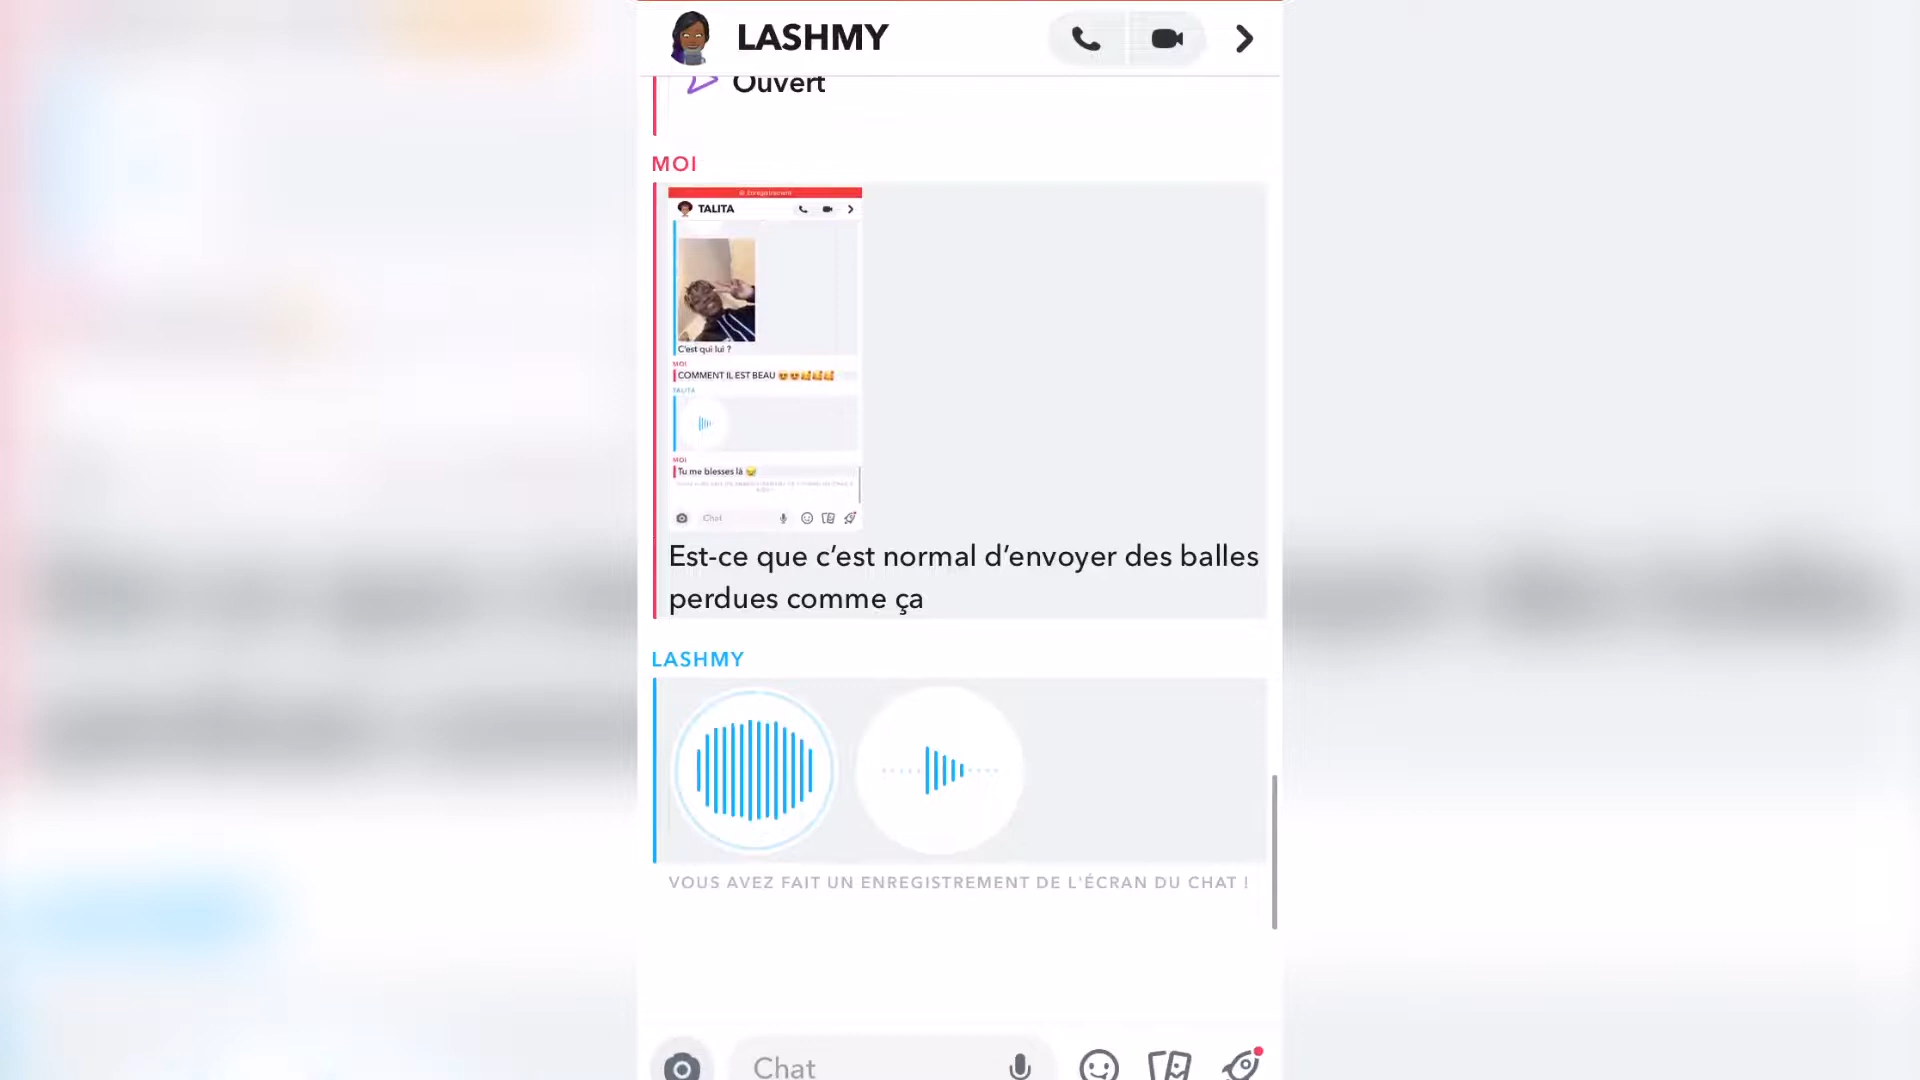 LASHMY
Ouvert
MOI
Enregistrement
TALITA
C'est qui lui ?
MOI
COMMENT IL EST BEAU 😍😍🥰🥰🥰
TALITA
MOI
Tu me blesses là 😭
Chat
Est-ce que c’est normal d’envoyer des balles
perdues comme ça
LASHMY
VOUS AVEZ FAIT UN ENREGISTREMENT DE L'ÉCRAN DU CHAT !
Chat